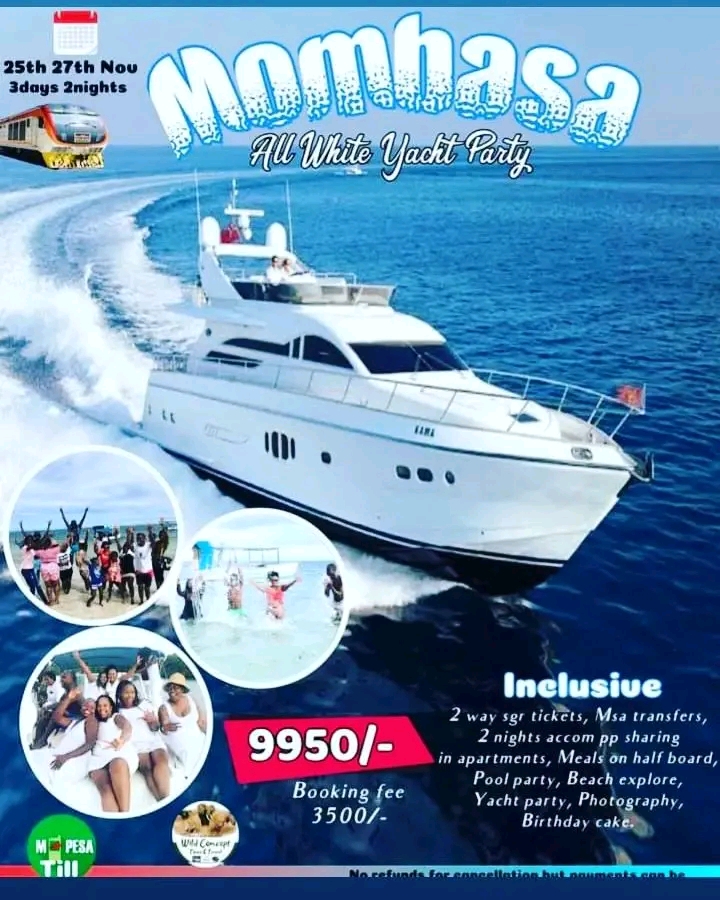 25th 27th Nov
3days 2nights
Mombasa
All White Yacht Party
KAMA
Inclusive
2 way sgr tickets, Msa transfers,
2 nights accom pp sharing
in apartments, Meals on half board,
Pool party, Beach explore,
Yacht party, Photography,
Birthday cake.
9950/-
Booking fee
3500/-
Wild Concept
M PESA
Till
No refunds for cancellation but payments can be